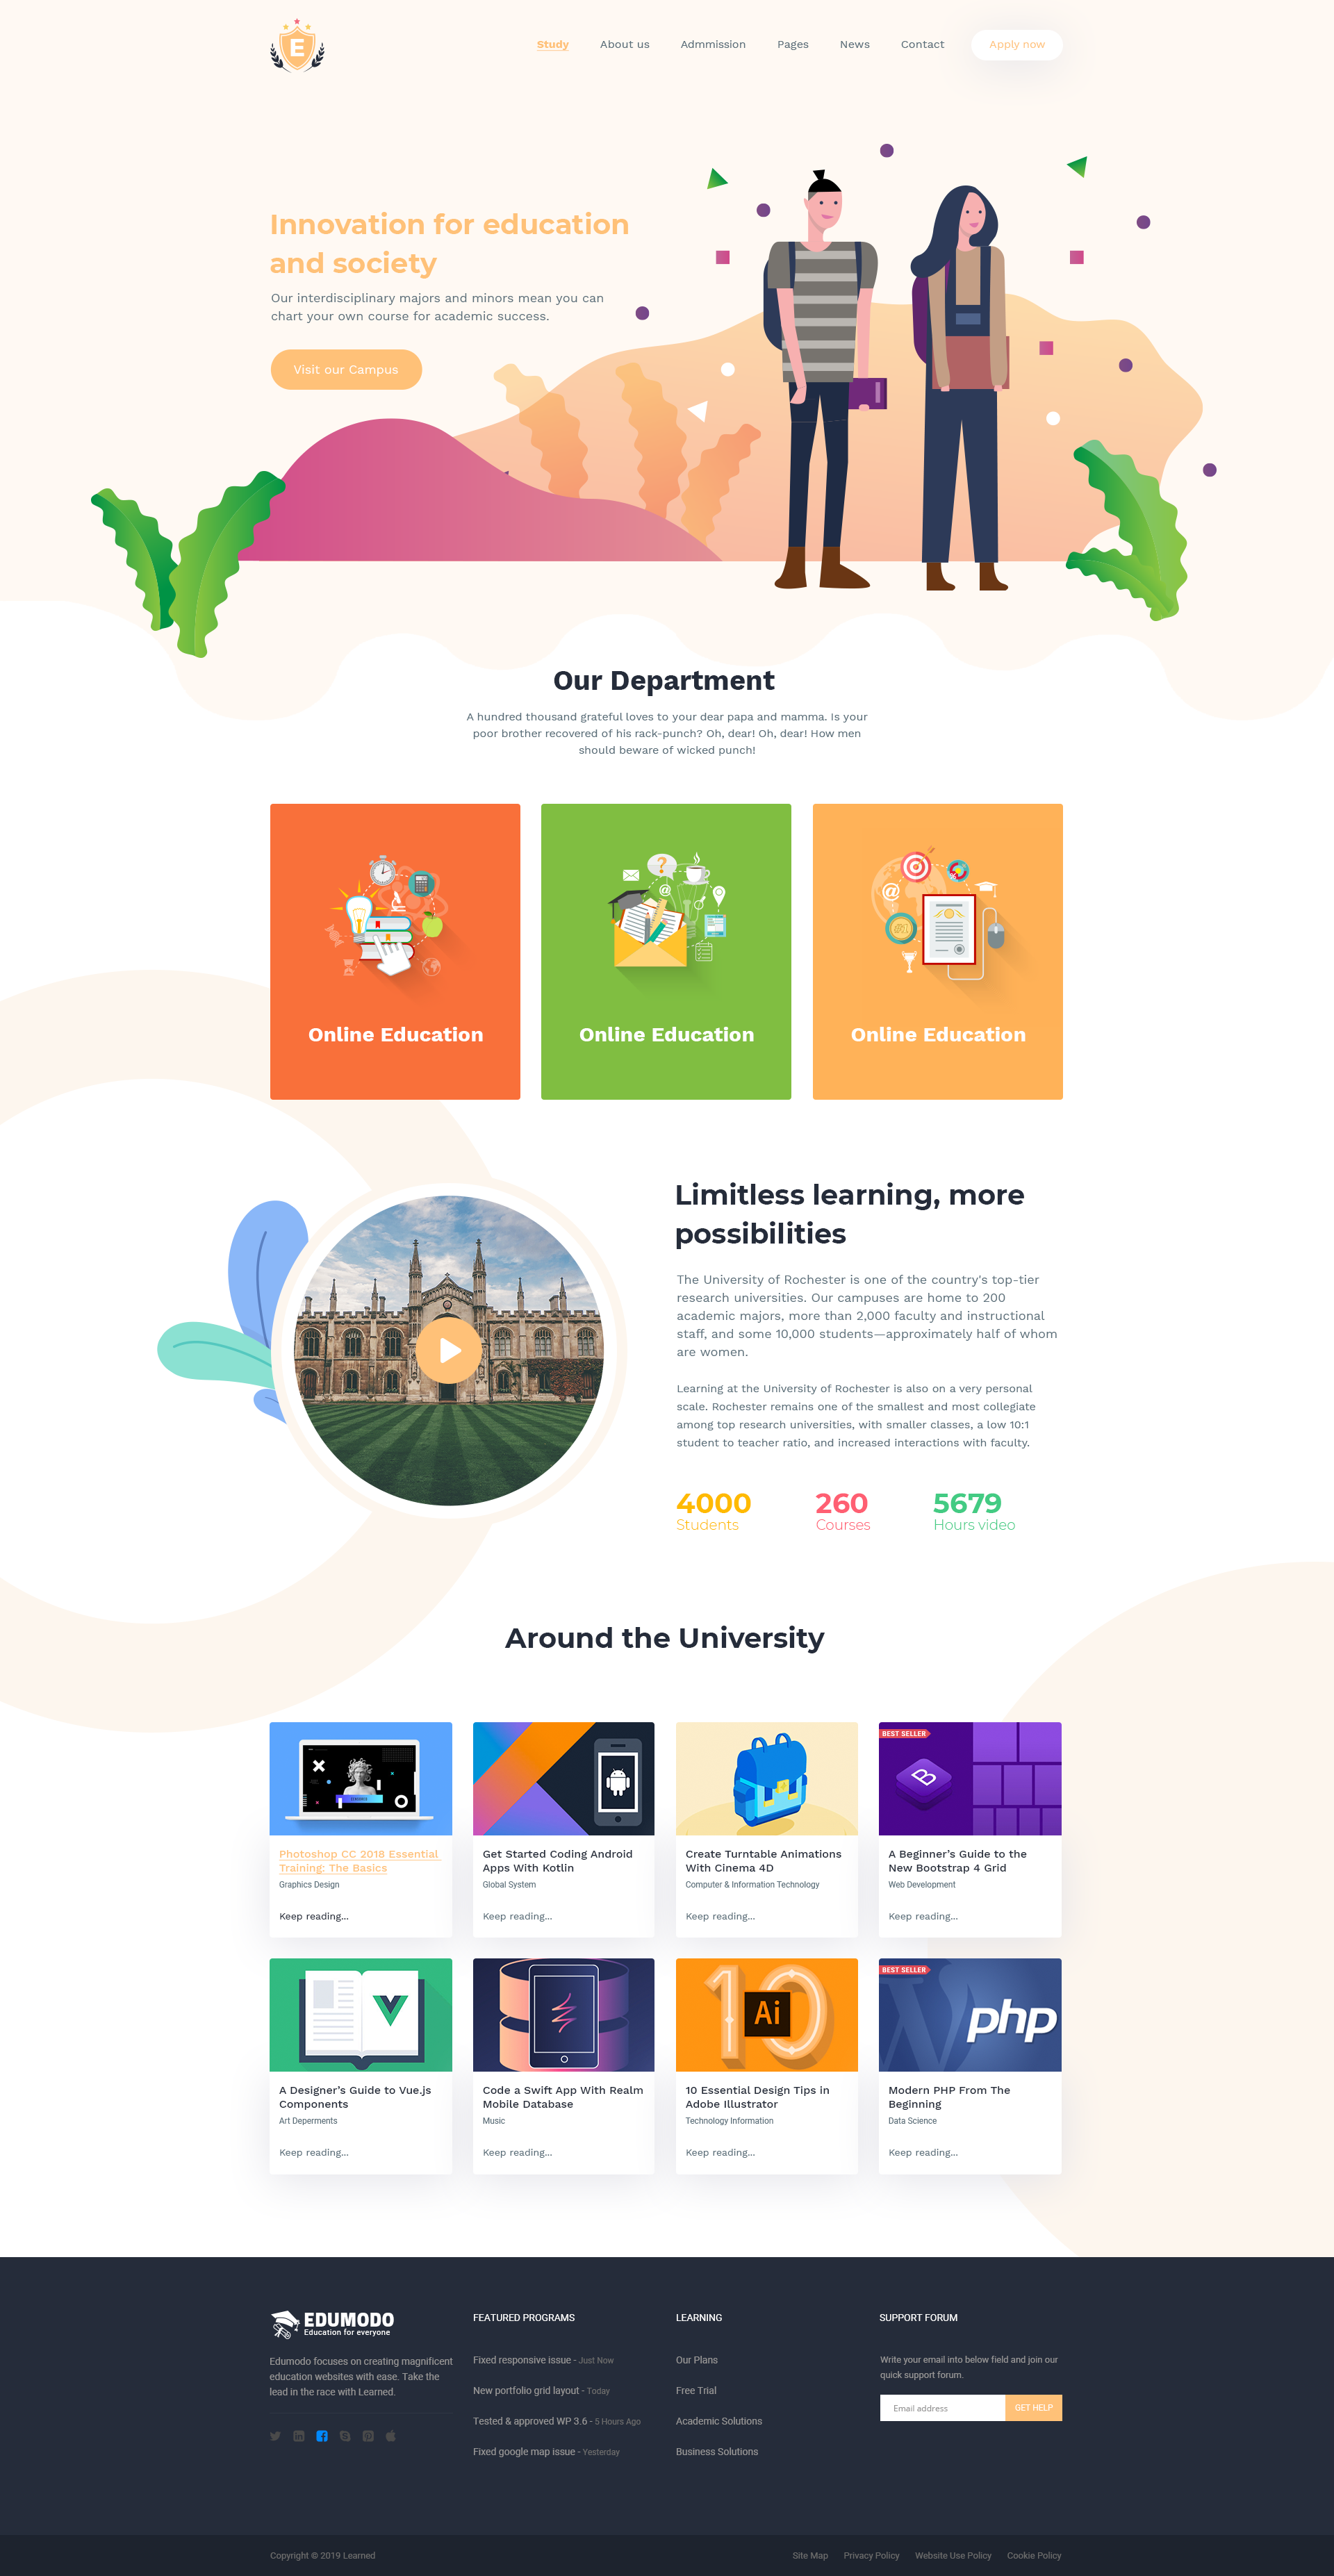 E
Study
About us
Admmission
Pages
News
Contact
Apply now
Innovation for education
and society
Our interdisciplinary majors and minors mean you can
chart your own course for academic success.
Visit our Campus
Our Department
A hundred thousand grateful loves to your dear papa and mamma. Is your
poor brother recovered of his rack-punch? Oh, dear! Oh, dear! How men
should beware of wicked punch!
Online Education
Online Education
Online Education
Limitless learning, more
possibilities
The University of Rochester is one of the country's top-tier
research universities. Our campuses are home to 200
academic majors, more than 2,000 faculty and instructional
staff, and some 10,000 students—approximately half of whom
are women.
Learning at the University of Rochester is also on a very personal
scale. Rochester remains one of the smallest and most collegiate
among top research universities, with smaller classes, a low 10:1
student to teacher ratio, and increased interactions with faculty.
4000
Students
260
Courses
5679
Hours video
Around the University
Photoshop CC 2018 Essential
Training: The Basics
Graphics Design
Keep reading...
Get Started Coding Android
Apps With Kotlin
Global System
Keep reading...
Create Turntable Animations
With Cinema 4D
Computer & Information Technology
Keep reading...
BEST SELLER
B
A Beginner's Guide to the
New Bootstrap 4 Grid
Web Development
Keep reading...
A Designer's Guide to Vue.js
Components
Art Deperments
Keep reading...
Code a Swift App With Realm
Mobile Database
Music
Keep reading...
10
Ai
10 Essential Design Tips in
Adobe Illustrator
Technology Information
Keep reading...
BEST SELLER
W
php
Modern PHP From The
Beginning
Data Science
Keep reading...
EDUMODO
Education for everyone
Edumodo focuses on creating magnificent
education websites with ease. Take the
lead in the race with Learned.
FEATURED PROGRAMS
Fixed responsive issue - Just Now
New portfolio grid layout - Today
Tested & approved WP 3.6 - 5 Hours Ago
Fixed google map issue - Yesterday
LEARNING
Our Plans
Free Trial
Academic Solutions
Business Solutions
SUPPORT FORUM
Write your email into below field and join our
quick support forum.
Email address
GET HELP
Copyright © 2019 Learned
Site Map
Privacy Policy
Website Use Policy
Cookie Policy